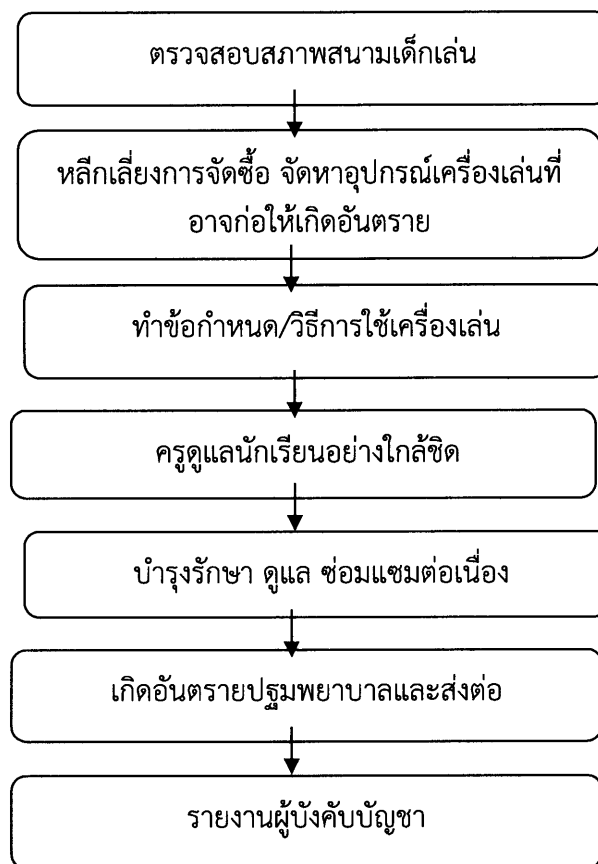 ตรวจสอบสภาพสนามเด็กเล่น
หลีกเลี่ยงการจัดซื้อ จัดหาอุปกรณ์เครื่องเล่นที่
อาจก่อให้เกิดอันตราย
ทำข้อกำหนด/วิธีการใช้เครื่องเล่น
ครูดูแลนักเรียนอย่างใกล้ชิด
บำรุงรักษา ดูแล ซ่อมแซมต่อเนื่อง
เกิดอันตรายปฐมพยาบาลและส่งต่อ
รายงานผู้บังคับบัญชา